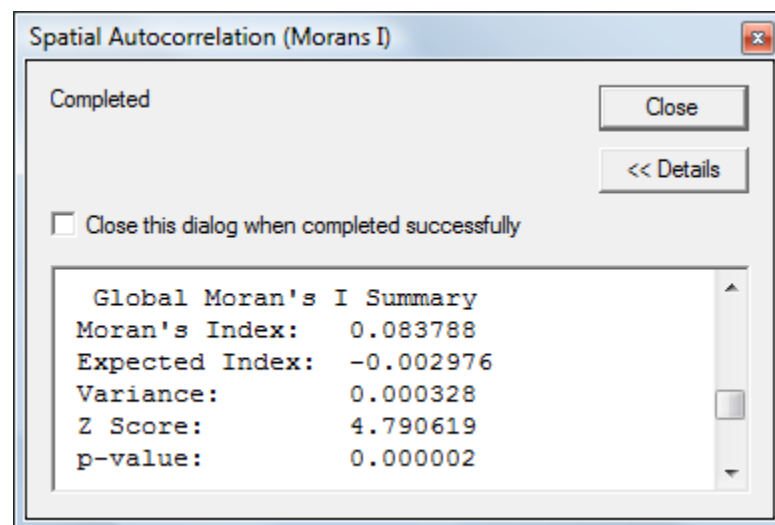 Spatial Autocorrelation (Morans I)
Completed
Close
<< Details
Close this dialog when completed successfully
Global Moran's I Summary
Moran's Index: 0.083788
Expected Index: -0.002976
Variance: 0.000328
Z Score: 4.790619
p-value: 0.000002